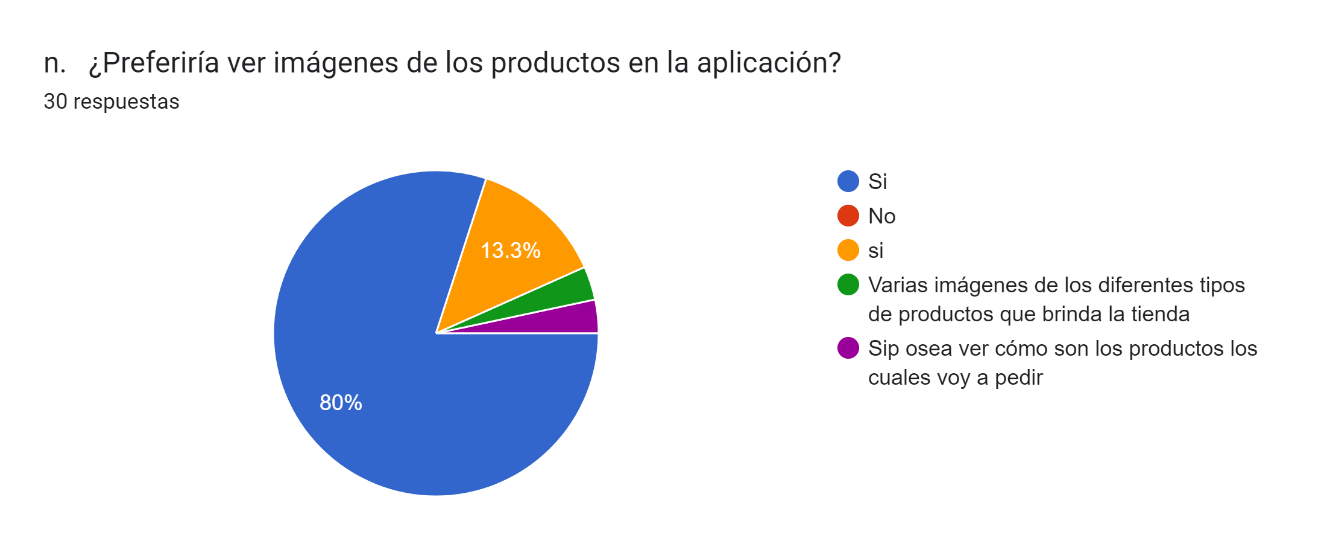 n. ¿Preferiría ver imágenes de los productos en la aplicación?
30 respuestas
13.3%
80%
Si
No
si
Varias imágenes de los diferentes tipos
de productos que brinda la tienda
Sip osea ver cómo son los productos los
cuales voy a pedir